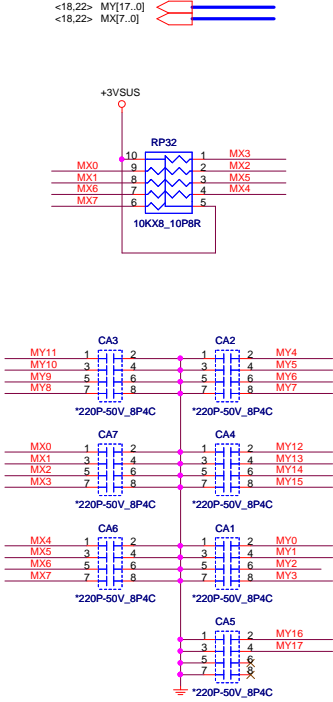 <18,22> MY[17..0]
<18,22> MX[7..0]
+3VSUS
RP32
10 1 MX3
MX0 9 2 MX2
MX1 8 3 MX5
MX6 7 4 MX4
MX7 6 5
10KX8_10P8R
CA3 CA2
MY11 1 2 1 2 MY4
MY10 3 4 3 4 MY5
MY9 5 6 5 6 MY6
MY8 7 8 7 8 MY7
*220P-50V_8P4C *220P-50V_8P4C
CA7 CA4
MX0 1 2 1 2 MY12
MX1 3 4 3 4 MY13
MX2 5 6 5 6 MY14
MX3 7 8 7 8 MY15
*220P-50V_8P4C *220P-50V_8P4C
CA6 CA1
MX4 1 2 1 2 MY0
MX5 3 4 3 4 MY1
MX6 5 6 5 6 MY2
MX7 7 8 7 8 MY3
*220P-50V_8P4C *220P-50V_8P4C
CA5
1 2 MY16
3 4 MY17
5 6
7 8
*220P-50V_8P4C